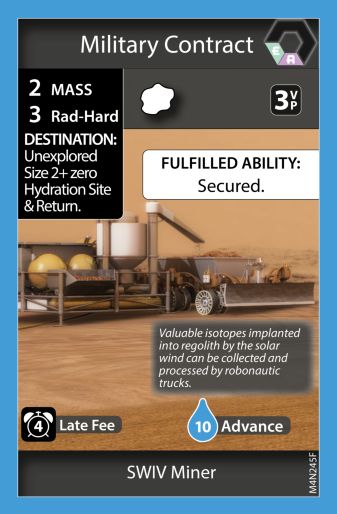 Military Contract
E A
2 MASS
3 Rad-Hard
DESTINATION:
Unexplored
Size 2+ zero
Hydration Site
& Return.
3 VP
FULFILLED ABILITY:
Secured.
Valuable isotopes implanted
into regolith by the solar
wind can be collected and
processed by robonautic
trucks.
4 Late Fee
10 Advance
SWIV Miner
M4N245F